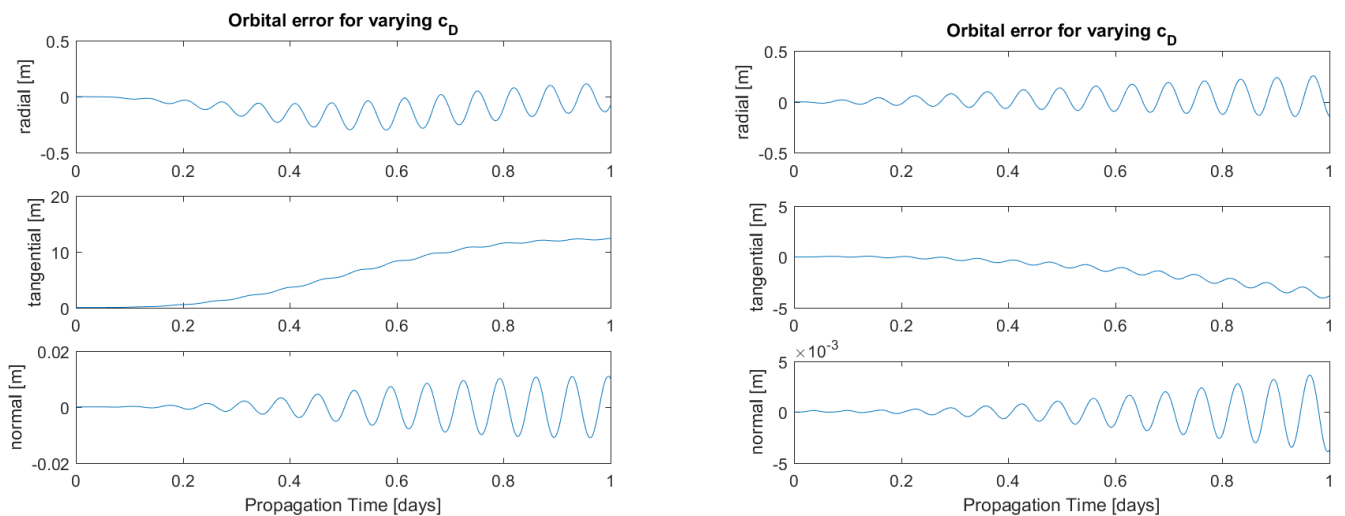 Orbital error for varying c_D
radial [m]
0.5
0
-0.5
0 0.2 0.4 0.6 0.8 1
tangential [m]
20
10
0
0 0.2 0.4 0.6 0.8 1
normal [m]
0.02
0
-0.02
0 0.2 0.4 0.6 0.8 1
Propagation Time [days]
Orbital error for varying c_D
radial [m]
0.5
0
-0.5
0 0.2 0.4 0.6 0.8 1
tangential [m]
5
0
-5
0 0.2 0.4 0.6 0.8 1
×10^-3
normal [m]
5
0
-5
0 0.2 0.4 0.6 0.8 1
Propagation Time [days]